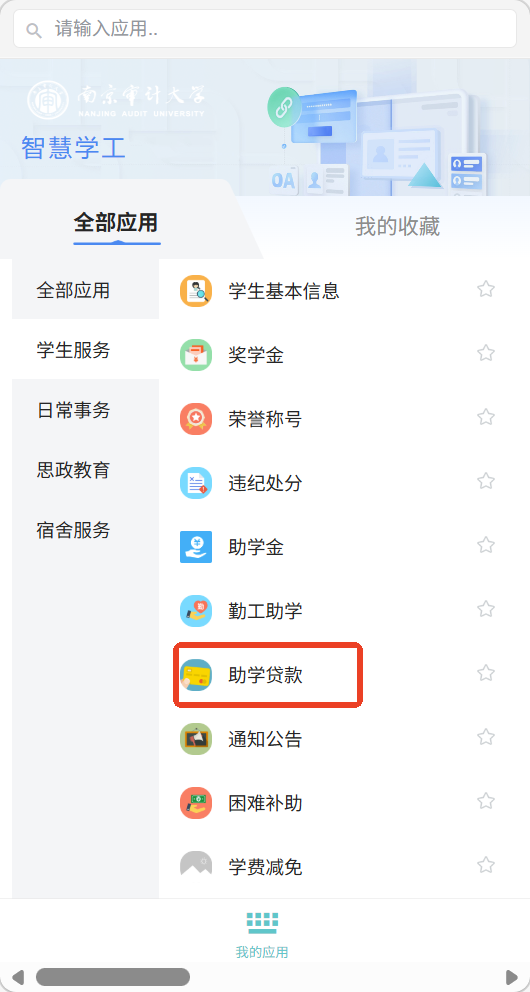 请输入应用..
南京审计大学
NANJING AUDIT UNIVERSITY
智慧学工
OA
全部应用
我的收藏
全部应用
学生服务
日常事务
思政教育
宿舍服务
学生基本信息
奖学金
荣誉称号
违纪处分
助学金
勤工助学
助学贷款
通知公告
困难补助
学费减免
我的应用